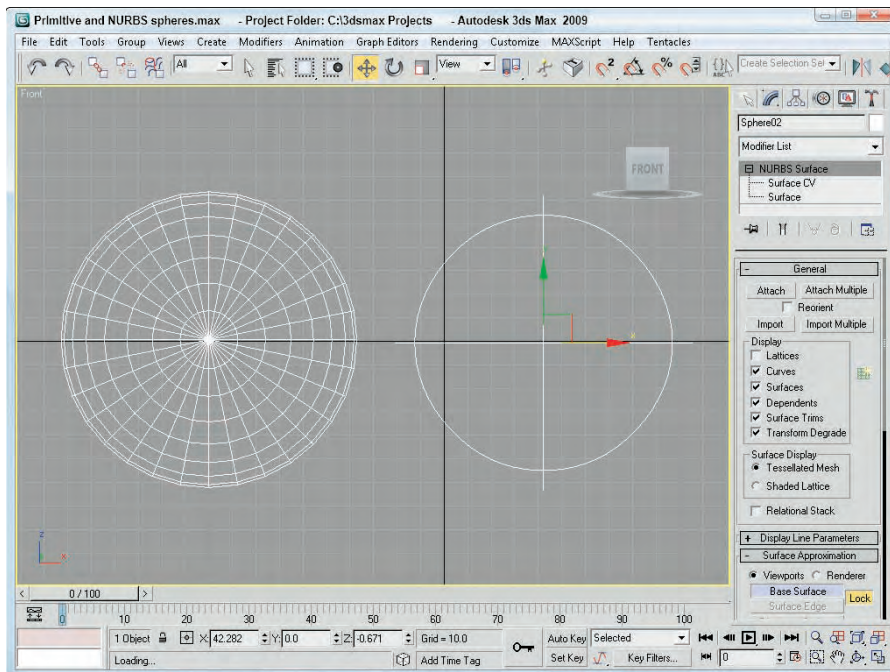 Primitive and NURBS spheres.max - Project Folder: C:\3dsmax Projects - Autodesk 3ds Max 2009
File Edit Tools Group Views Create Modifiers Animation Graph Editors Rendering Customize MAXScript Help Tentacles
All View 2 % ABC Create Selection Set
Front
FRONT
Sphere02
Modifier List
NURBS Surface
Surface CV
Surface
- General
Attach Attach Multiple
Reorient
Import Import Multiple
Display
Lattices
Curves
Surfaces
Dependents
Surface Trims
Transform Degrade
Surface Display
Tessellated Mesh
Shaded Lattice
Relational Stack
+ Display Line Parameters
- Surface Approximation
Viewports Renderer
Base Surface
Surface Edge
Lock
x
z
x
< 0 / 100 >
0 10 20 30 40 50 60 70 80 90 100
1 Object X: 42.282 Y: 0.0 Z: -0.671 Grid = 10.0 Auto Key Selected
Loading... Add Time Tag Set Key Key Filters... 0